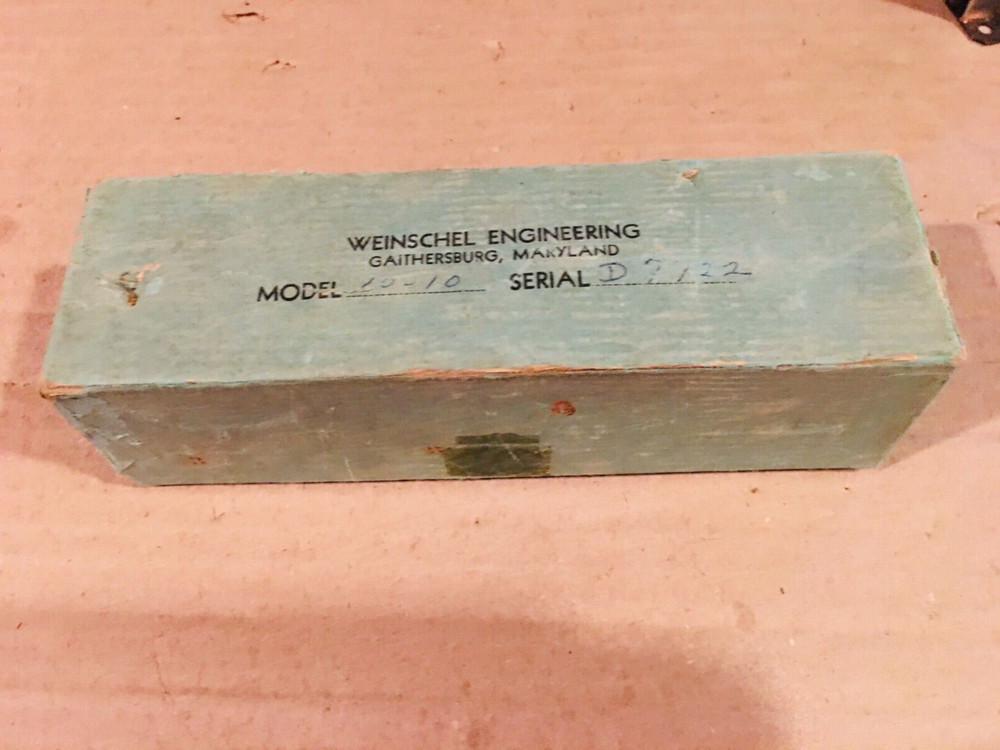 WEINSCHEL ENGINEERING
GAITHERSBURG, MARYLAND
MODEL 10-10 SERIAL